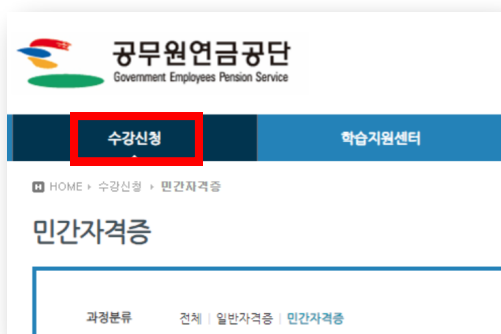 공무원연금공단
Government Employees Pension Service
수강신청 학습지원센터
H HOME › 수강신청 › 민간자격증
민간자격증
과정분류 전체 | 일반자격증 | 민간자격증